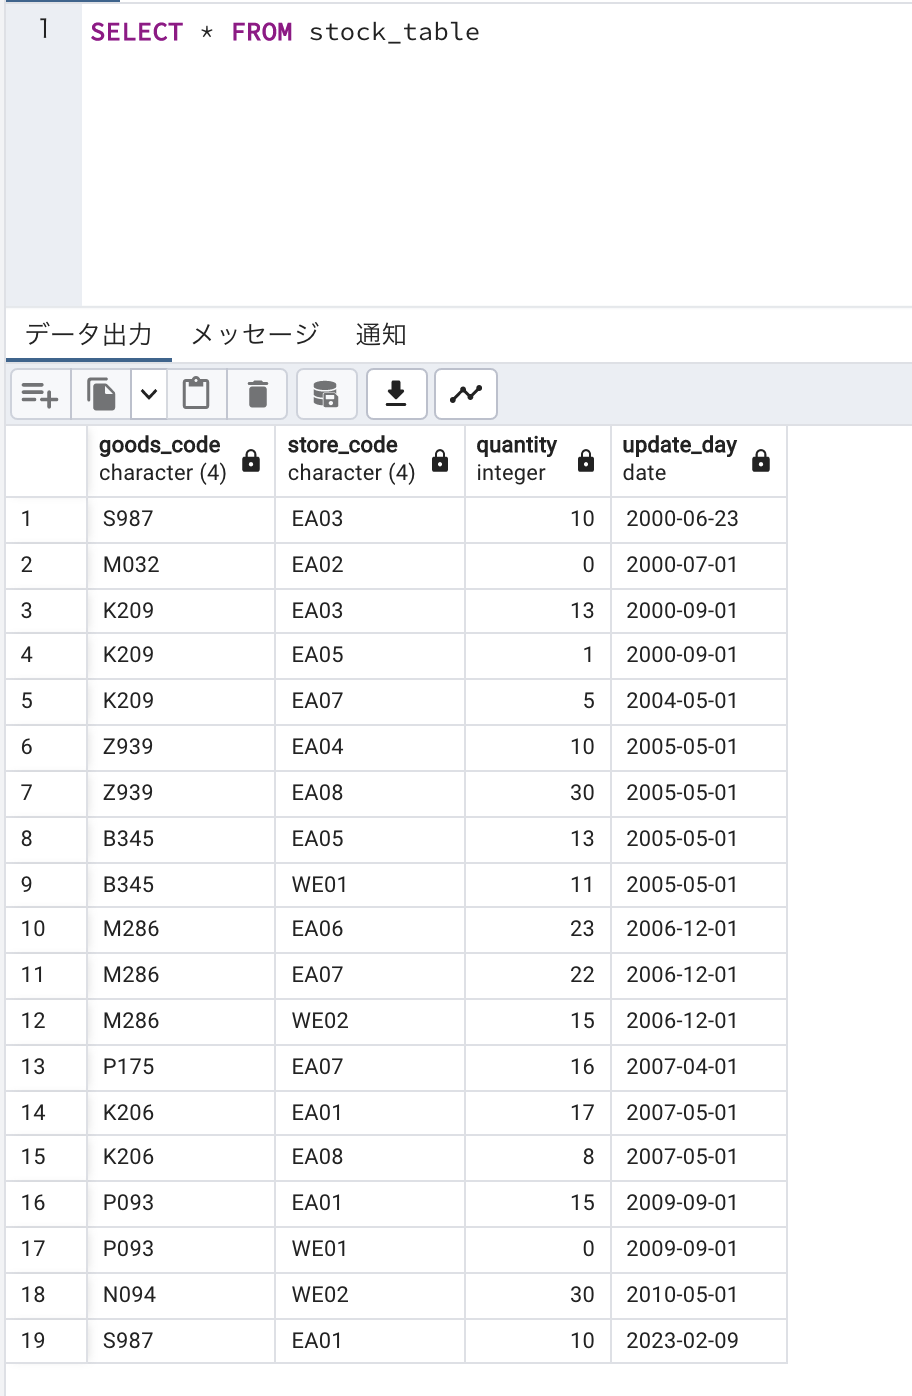 1 SELECT * FROM stock_table
データ出力 メッセージ 通知
goods_code store_code quantity update_day
character (4) character (4) integer date
1 S987 EA03 10 2000-06-23
2 M032 EA02 0 2000-07-01
3 K209 EA03 13 2000-09-01
4 K209 EA05 1 2000-09-01
5 K209 EA07 5 2004-05-01
6 Z939 EA04 10 2005-05-01
7 Z939 EA08 30 2005-05-01
8 B345 EA05 13 2005-05-01
9 B345 WE01 11 2005-05-01
10 M286 EA06 23 2006-12-01
11 M286 EA07 22 2006-12-01
12 M286 WE02 15 2006-12-01
13 P175 EA07 16 2007-04-01
14 K206 EA01 17 2007-05-01
15 K206 EA08 8 2007-05-01
16 P093 EA01 15 2009-09-01
17 P093 WE01 0 2009-09-01
18 N094 WE02 30 2010-05-01
19 S987 EA01 10 2023-02-09